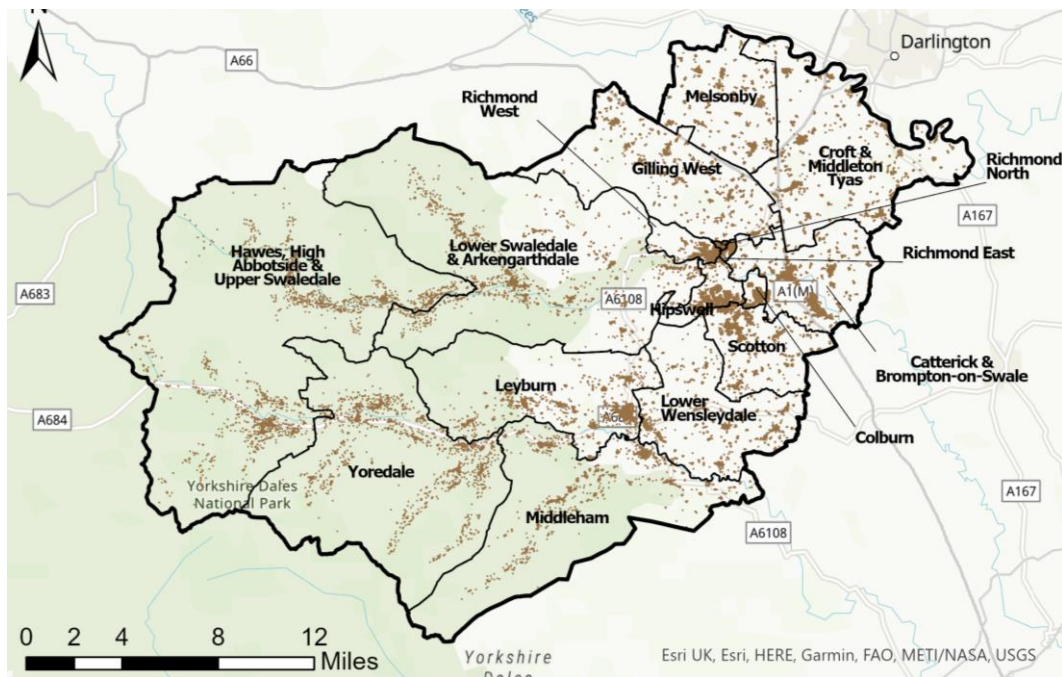 N
A66
Darlington
Richmond
West
Melsonby
Croft &
Middleton
Tyas
Richmond
North
Gilling West
A167
Hawes, High
Abbotside &
Upper Swaledale
Lower Swaledale
& Arkengarthdale
Richmond East
A683
A6108
A1(M)
Hipswell
Scotton
Catterick &
Brompton-on-Swale
Leyburn
Lower
Wensleydale
A684
Colburn
Yoredale
Yorkshire Dales
National Park
A167
Middleham
A6108
0 2 4 8 12
Miles
Yorkshire
Esri UK, Esri, HERE, Garmin, FAO, METI/NASA, USGS